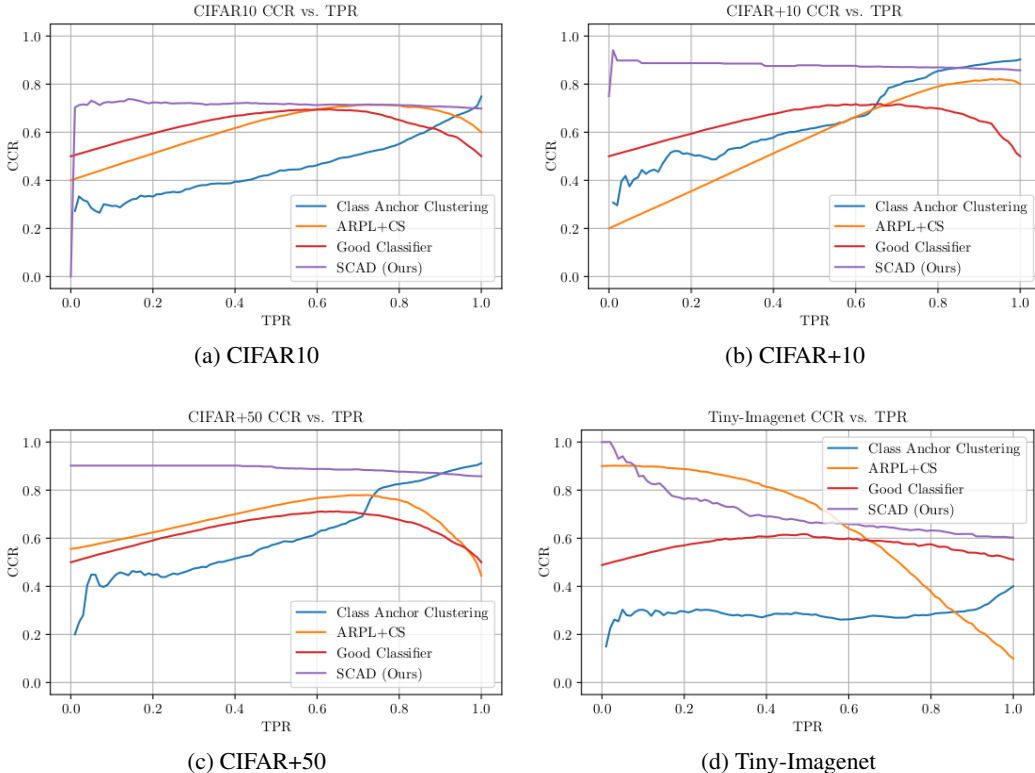 CIFAR10 CCR vs. TPR
1.0
0.8
0.6
0.4
0.2
0.0
CCR
0.0 0.2 0.4 0.6 0.8 1.0
TPR
Class Anchor Clustering
ARPL+CS
Good Classifier
SCAD (Ours)
(a) CIFAR10
CIFAR+10 CCR vs. TPR
1.0
0.8
0.6
0.4
0.2
0.0
CCR
0.0 0.2 0.4 0.6 0.8 1.0
TPR
Class Anchor Clustering
ARPL+CS
Good Classifier
SCAD (Ours)
(b) CIFAR+10
CIFAR+50 CCR vs. TPR
1.0
0.8
0.6
0.4
0.2
0.0
CCR
0.0 0.2 0.4 0.6 0.8 1.0
TPR
Class Anchor Clustering
ARPL+CS
Good Classifier
SCAD (Ours)
(c) CIFAR+50
Tiny-Imagenet CCR vs. TPR
1.0
0.8
0.6
0.4
0.2
0.0
CCR
0.0 0.2 0.4 0.6 0.8 1.0
TPR
Class Anchor Clustering
ARPL+CS
Good Classifier
SCAD (Ours)
(d) Tiny-Imagenet